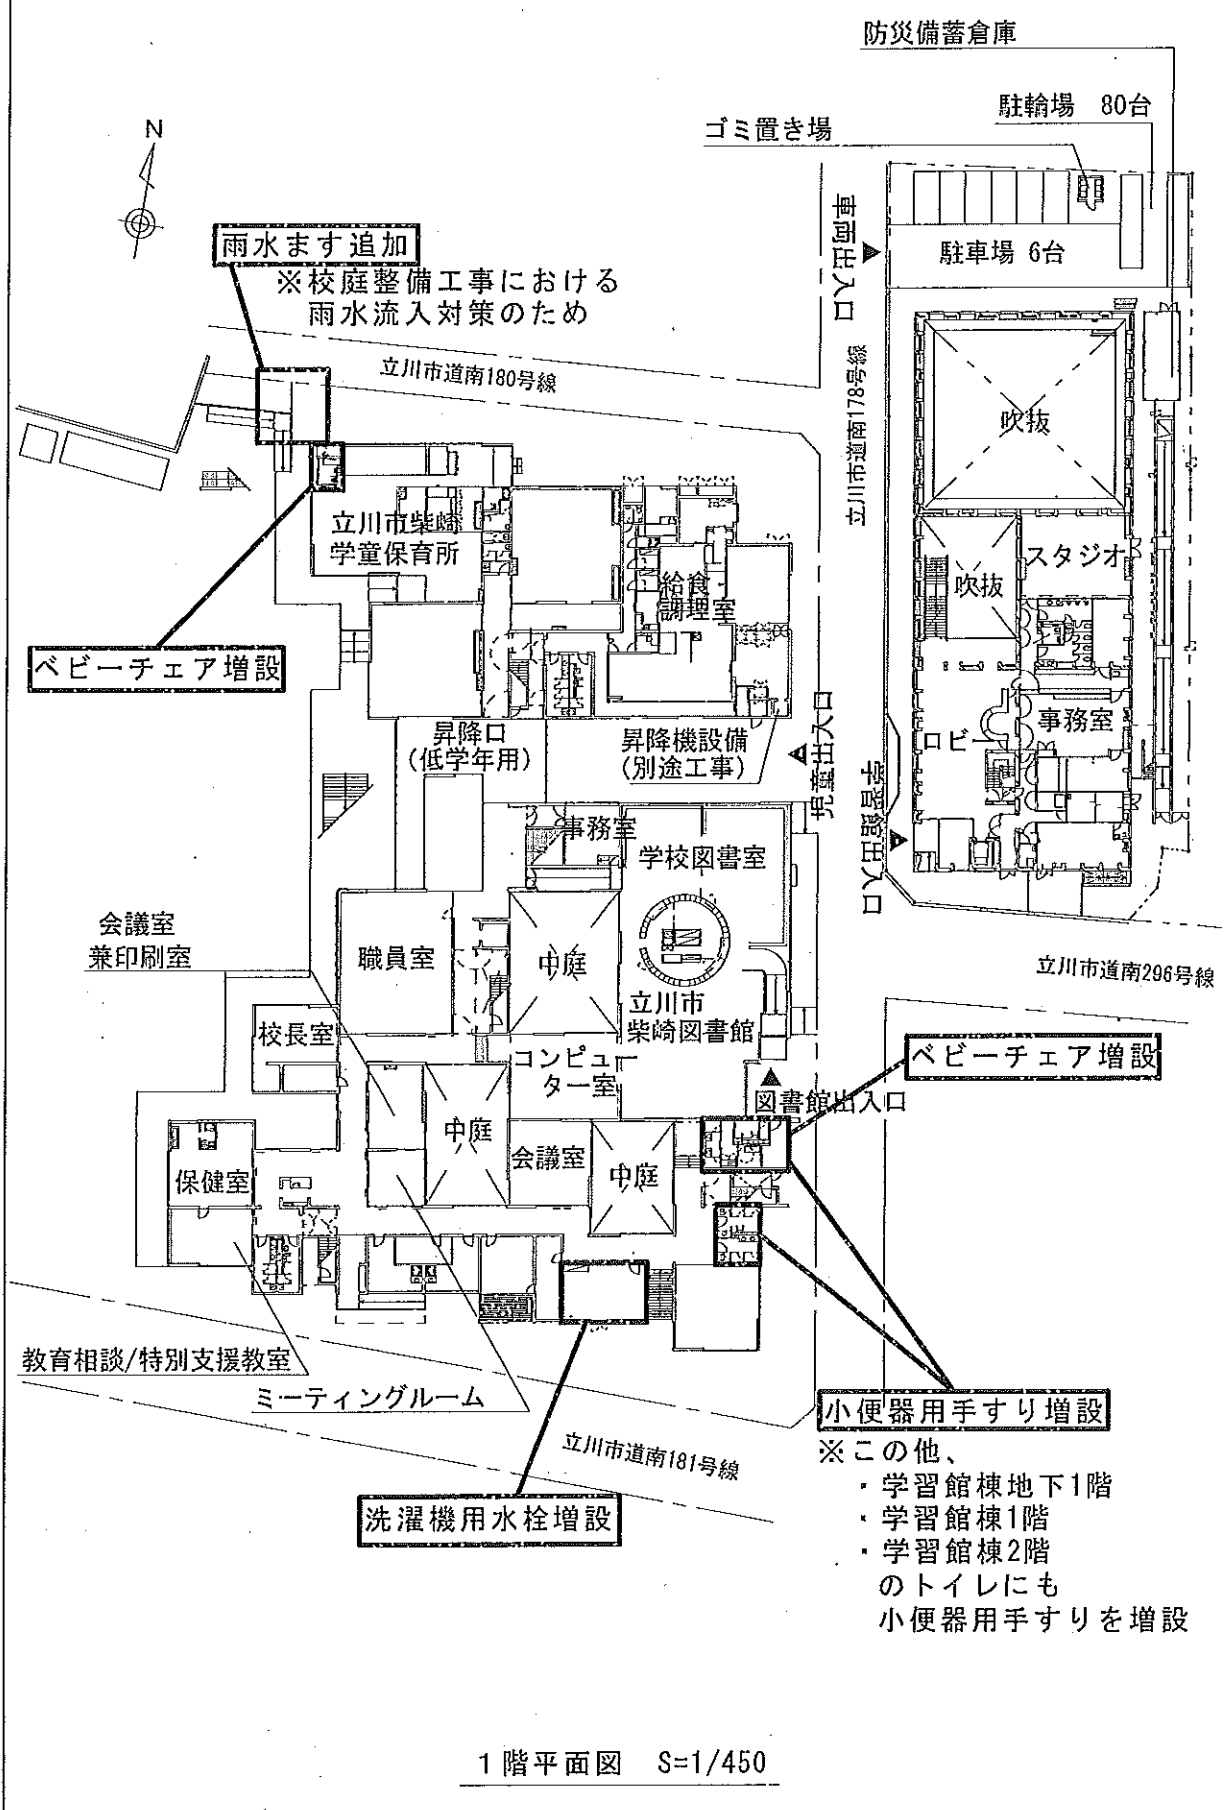 防災備蓄倉庫
駐輪場 80台
ゴミ置き場
N
車両出入口
駐車場 6台
雨水ます追加
※校庭整備工事における
雨水流入対策のため
立川市道南180号線
立川市道南178号線
吹抜
立川市柴崎
学童保育所
給食
調理室
吹抜
スタジオ
ベビーチェア増設
昇降口
(低学年用)
昇降機設備
(別途工事)
児童出入口
ロビー
事務室
学習館出入口
事務室
学校図書室
会議室
兼印刷室
職員室
中庭
立川市道南296号線
立川市
柴崎図書館
校長室
コンピュー
ター室
ベビーチェア増設
図書館出入口
中庭
会議室
中庭
保健室
教育相談/特別支援教室
ミーティングルーム
小便器用手すり増設
※この他、
・学習館棟地下1階
・学習館棟1階
・学習館棟2階
のトイレにも
小便器用手すりを増設
立川市道南181号線
洗濯機用水栓増設
1階平面図 S=1/450